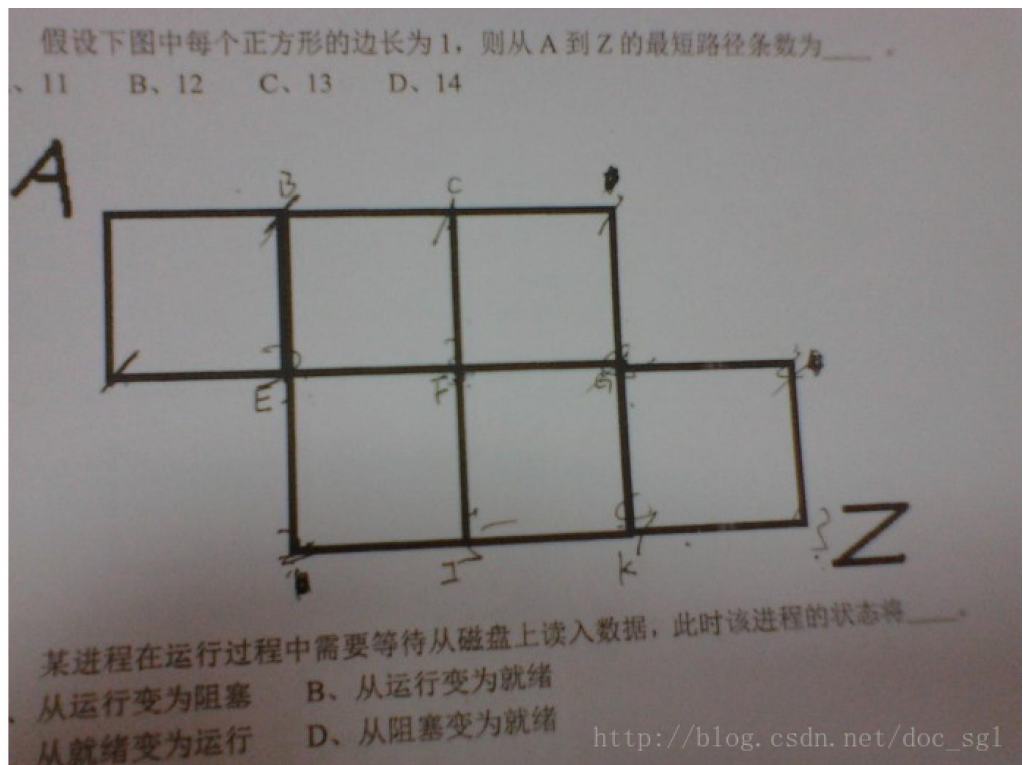 假设下图中每个正方形的边长为1，则从A到Z的最短路径条数为____。
、11 B、12 C、13 D、14
A
B C
E F G
I K
Z
某进程在运行过程中需要等待从磁盘上读入数据，此时该进程的状态将____。
从运行变为阻塞 B、从运行变为就绪
从就绪变为运行 D、从阻塞变为就绪
http://blog.csdn.net/doc_sgl